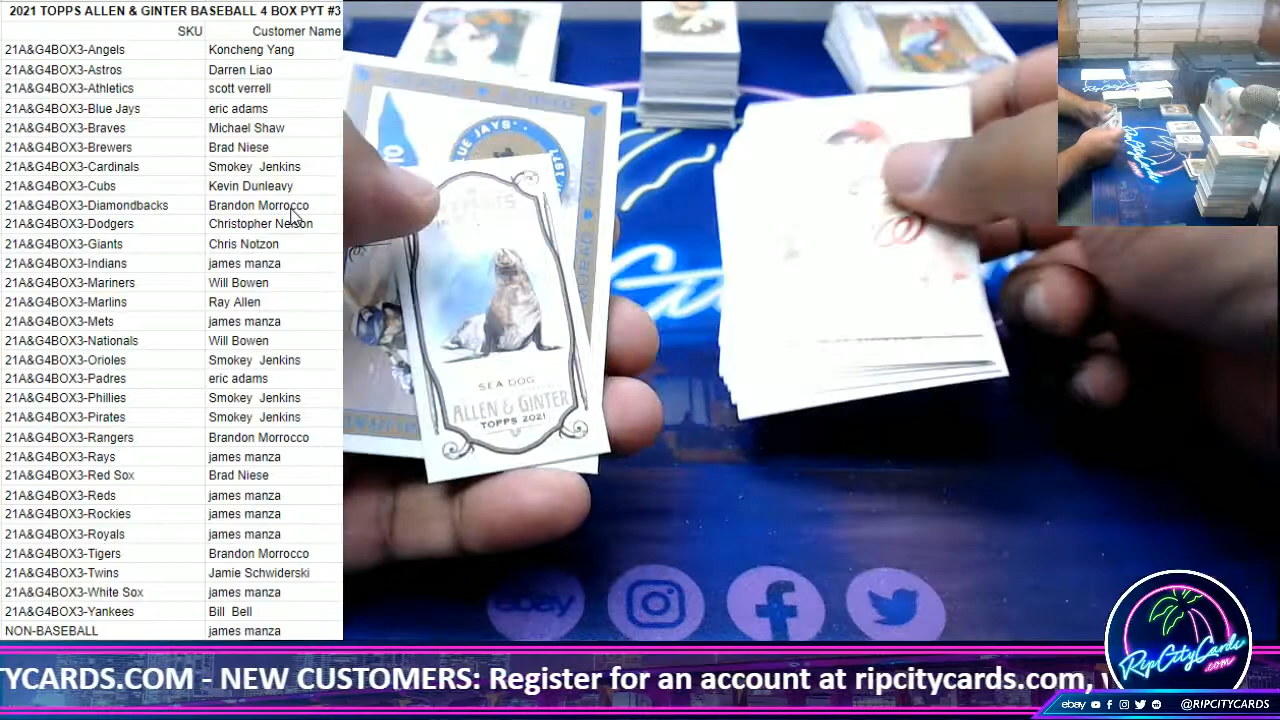 2021 TOPPS ALLEN & GINTER BASEBALL 4 BOX PYT #3
SKU Customer Name
21A&G4BOX3-Angels Koncheng Yang
21A&G4BOX3-Astros Darren Liao
21A&G4BOX3-Athletics scott verrell
21A&G4BOX3-Blue Jays eric adams
21A&G4BOX3-Braves Michael Shaw
21A&G4BOX3-Brewers Brad Niese
21A&G4BOX3-Cardinals Smokey Jenkins
21A&G4BOX3-Cubs Kevin Dunleavy
21A&G4BOX3-Diamondbacks Brandon Morrocco
21A&G4BOX3-Dodgers Christopher Nelson
21A&G4BOX3-Giants Chris Notzon
21A&G4BOX3-Indians james manza
21A&G4BOX3-Mariners Will Bowen
21A&G4BOX3-Marlins Ray Allen
21A&G4BOX3-Mets james manza
21A&G4BOX3-Nationals Will Bowen
21A&G4BOX3-Orioles Smokey Jenkins
21A&G4BOX3-Padres eric adams
21A&G4BOX3-Phillies Smokey Jenkins
21A&G4BOX3-Pirates Smokey Jenkins
21A&G4BOX3-Rangers Brandon Morrocco
21A&G4BOX3-Rays james manza
21A&G4BOX3-Red Sox Brad Niese
21A&G4BOX3-Reds james manza
21A&G4BOX3-Rockies james manza
21A&G4BOX3-Royals james manza
21A&G4BOX3-Tigers Brandon Morrocco
21A&G4BOX3-Twins Jamie Schwiderski
21A&G4BOX3-White Sox james manza
21A&G4BOX3-Yankees Bill Bell
NON-BASEBALL james manza
BLUE JAYS
SEA DOG
ALLEN & GINTER
TOPPS 2021
ebay
RipCityCards
.com
YCARDS.COM - NEW CUSTOMERS: Register for an account at ripcitycards.com,
ebay @RIPCITYCARDS